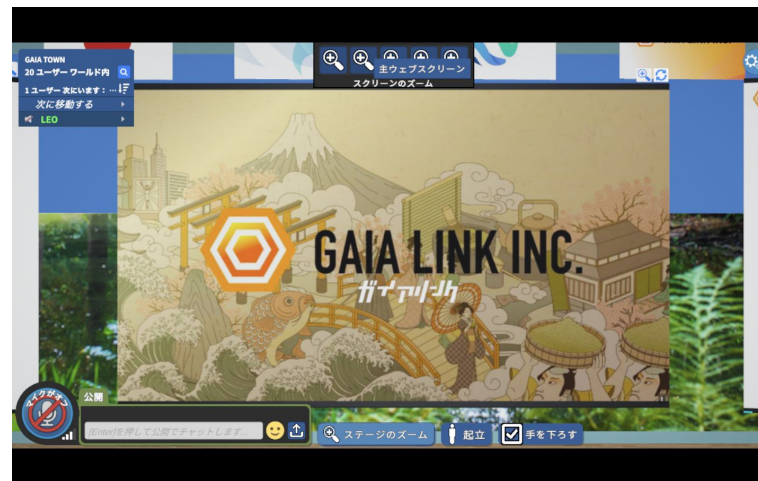 GAIA TOWN
20 ユーザー ワールド内
1 ユーザー 次にいます： ...
次に移動する
LEO
主ウェブスクリーン
スクリーンのズーム
GAIA LINK INC.
ガイアリンク
マイクがオフ
公開
[Enter]を押して公開でチャットします...
ステージのズーム
起立
手を下ろす